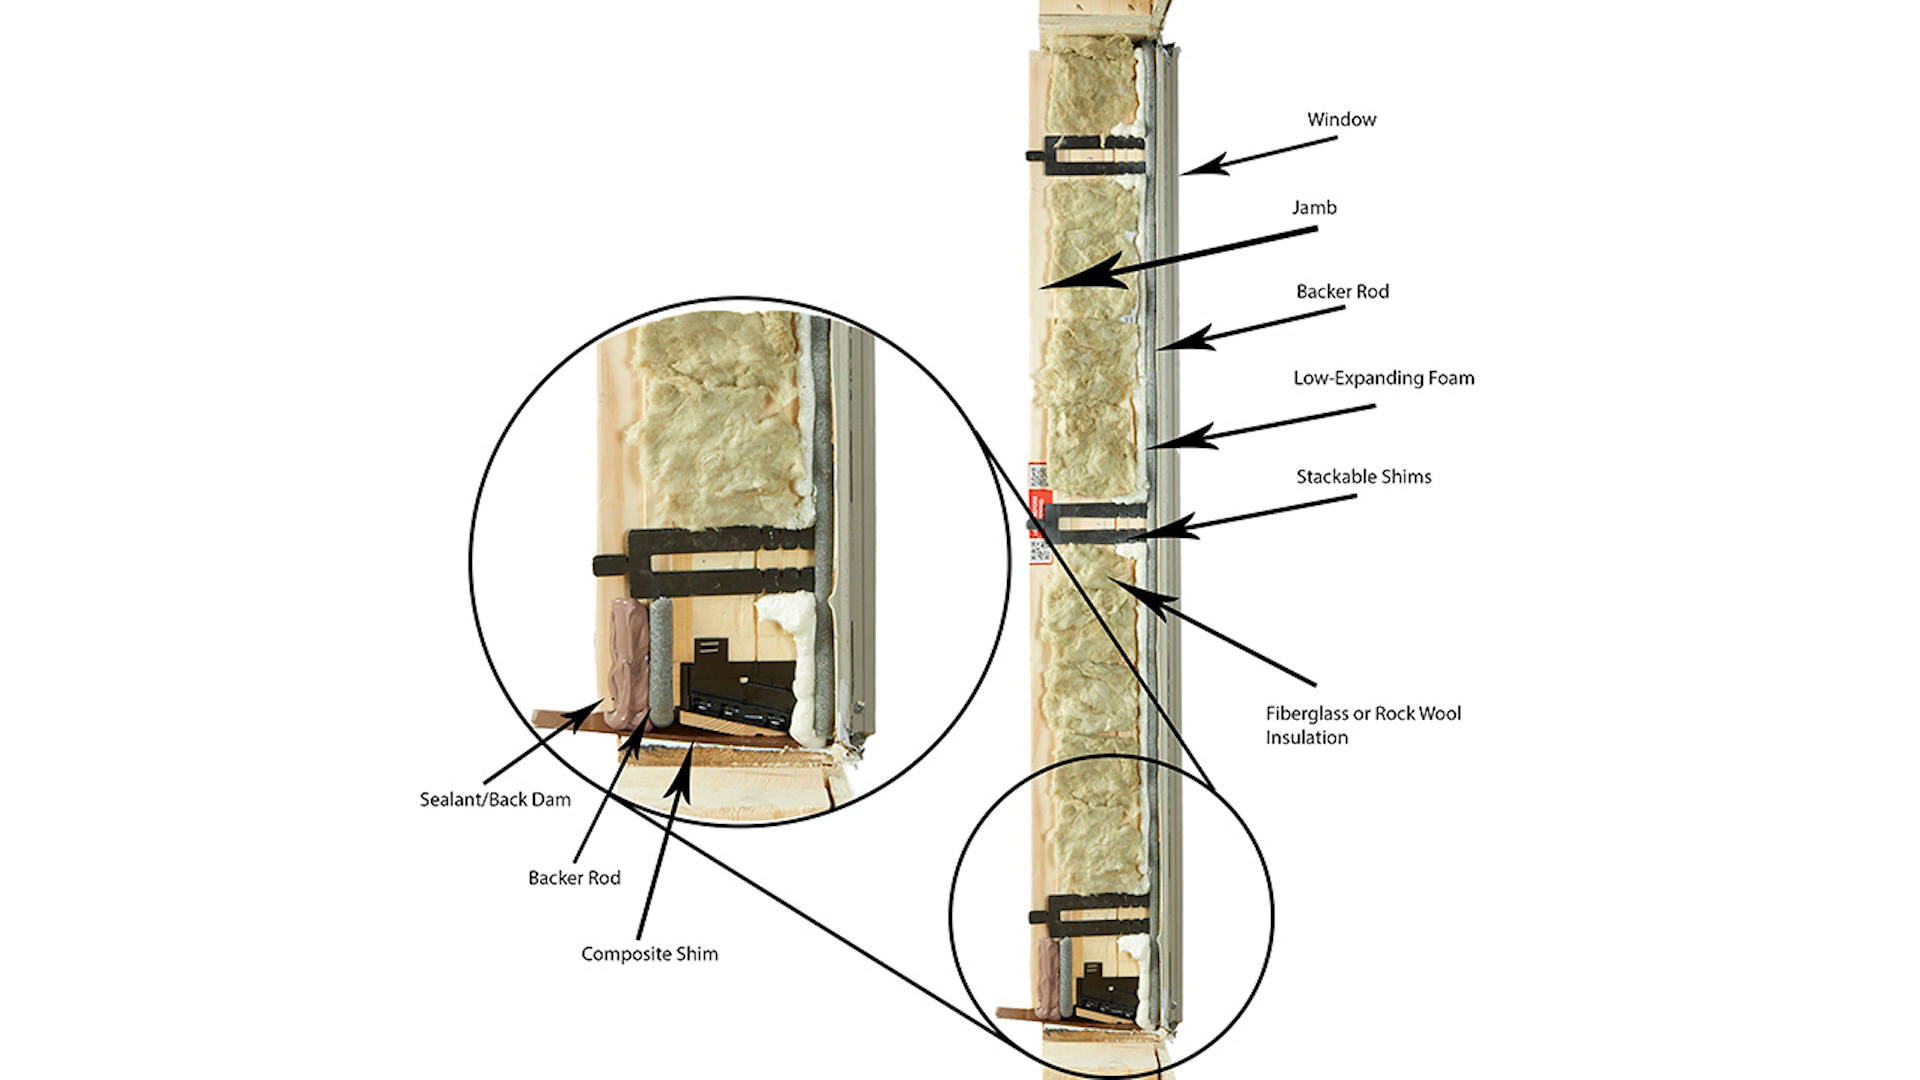 Window
Jamb
Backer Rod
Low-Expanding Foam
Stackable Shims
Fiberglass or Rock Wool
Insulation
Sealant/Back Dam
Backer Rod
Composite Shim